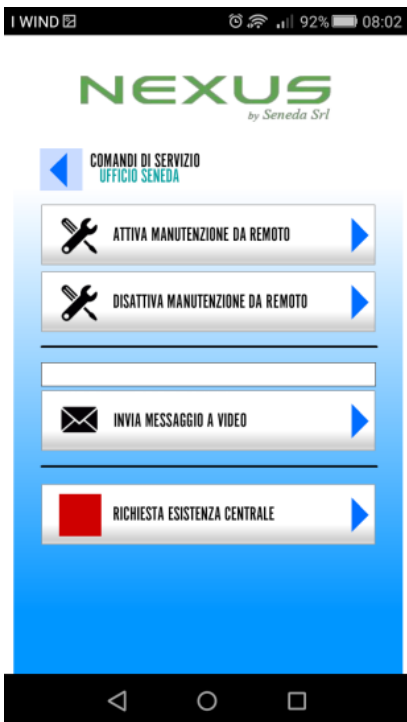 I WIND 92% 08:02
NEXUS
by Seneda Srl
COMANDI DI SERVIZIO
UFFICIO SENEDA
ATTIVA MANUTENZIONE DA REMOTO
DISATTIVA MANUTENZIONE DA REMOTO
INVIA MESSAGGIO A VIDEO
RICHIESTA ESISTENZA CENTRALE